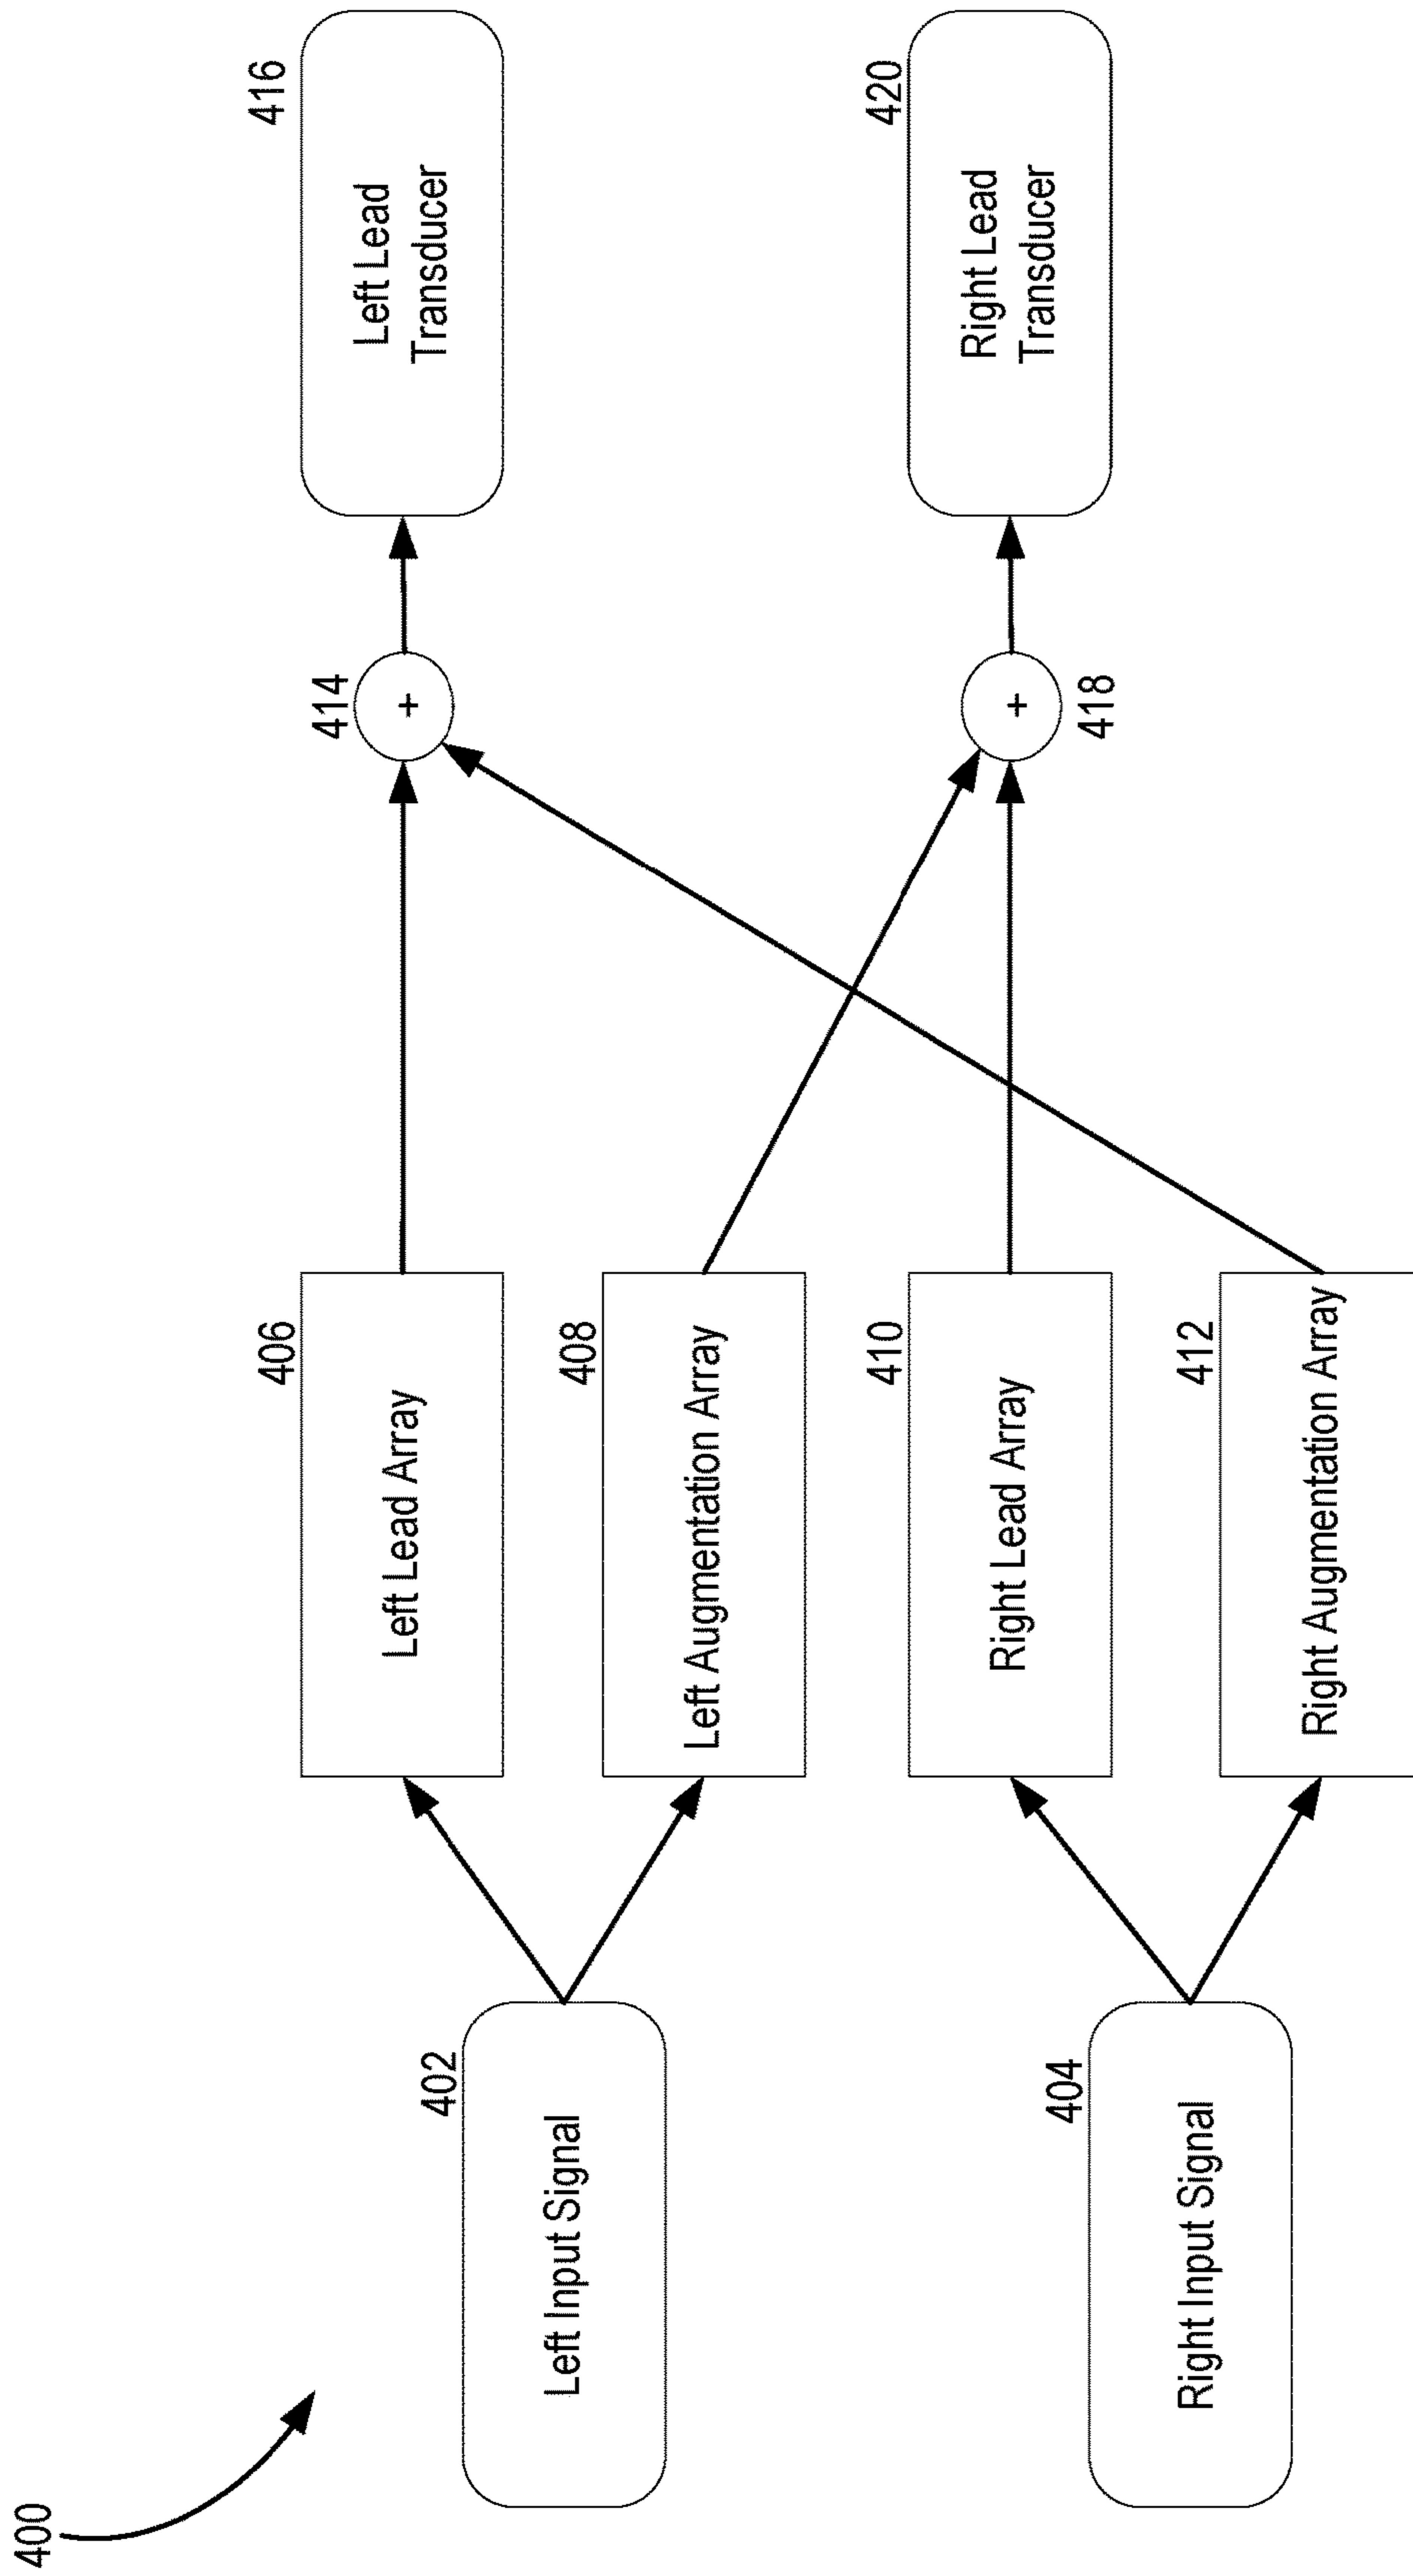 400
402
Left Input Signal
404
Right Input Signal
406
Left Lead Array
408
Left Augmentation Array
410
Right Lead Array
412
Right Augmentation Array
414
+
418
+
416
Left Lead
Transducer
420
Right Lead
Transducer